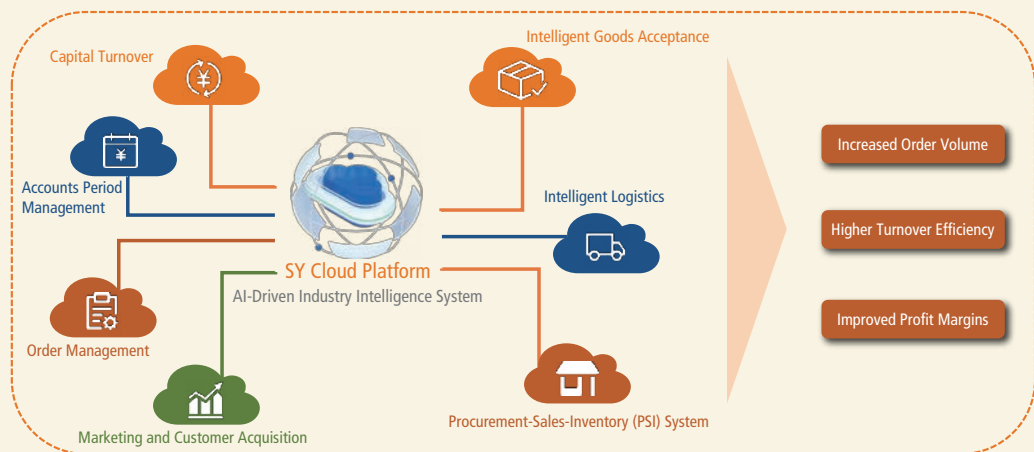 Capital Turnover
Intelligent Goods Acceptance
¥
¥
Accounts Period
Management
Intelligent Logistics
SY Cloud Platform
AI-Driven Industry Intelligence System
Order Management
Marketing and Customer Acquisition
Procurement-Sales-Inventory (PSI) System
Increased Order Volume
Higher Turnover Efficiency
Improved Profit Margins